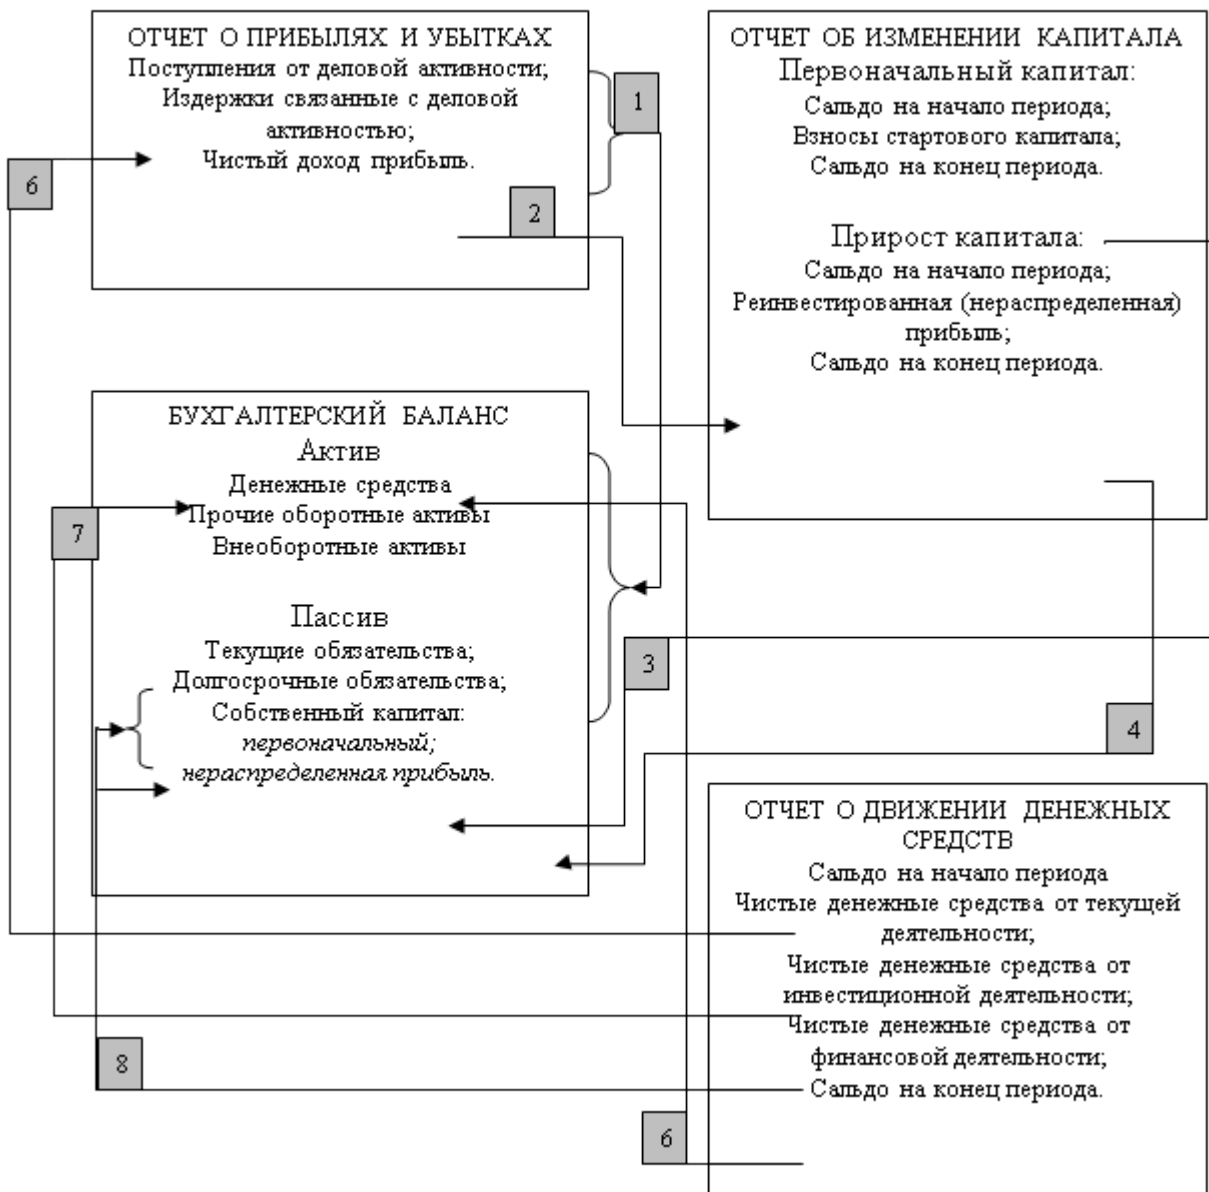 ОТЧЕТ О ПРИБЫЛЯХ И УБЫТКАХ
Поступления от деловой активности;
Издержки связанные с деловой
активностью;
Чистый доход прибыль.
1
6
2
ОТЧЕТ ОБ ИЗМЕНЕНИИ КАПИТАЛА
Первоначальный капитал:
Сальдо на начало периода;
Взносы стартового капитала;
Сальдо на конец периода.
Прирост капитала:
Сальдо на начало периода;
Реинвестированная (нераспределенная)
прибыль;
Сальдо на конец периода.
БУХГАЛТЕРСКИЙ БАЛАНС
Актив
Денежные средства
Прочие оборотные активы
Внеоборотные активы
7
Пассив
Текущие обязательства;
Долгосрочные обязательства;
Собственный капитал:
первоначальный;
нераспределенная прибыль.
3
4
ОТЧЕТ О ДВИЖЕНИИ ДЕНЕЖНЫХ
СРЕДСТВ
Сальдо на начало периода
Чистые денежные средства от текущей
деятельности;
Чистые денежные средства от
инвестиционной деятельности;
Чистые денежные средства от
финансовой деятельности;
Сальдо на конец периода.
8
6